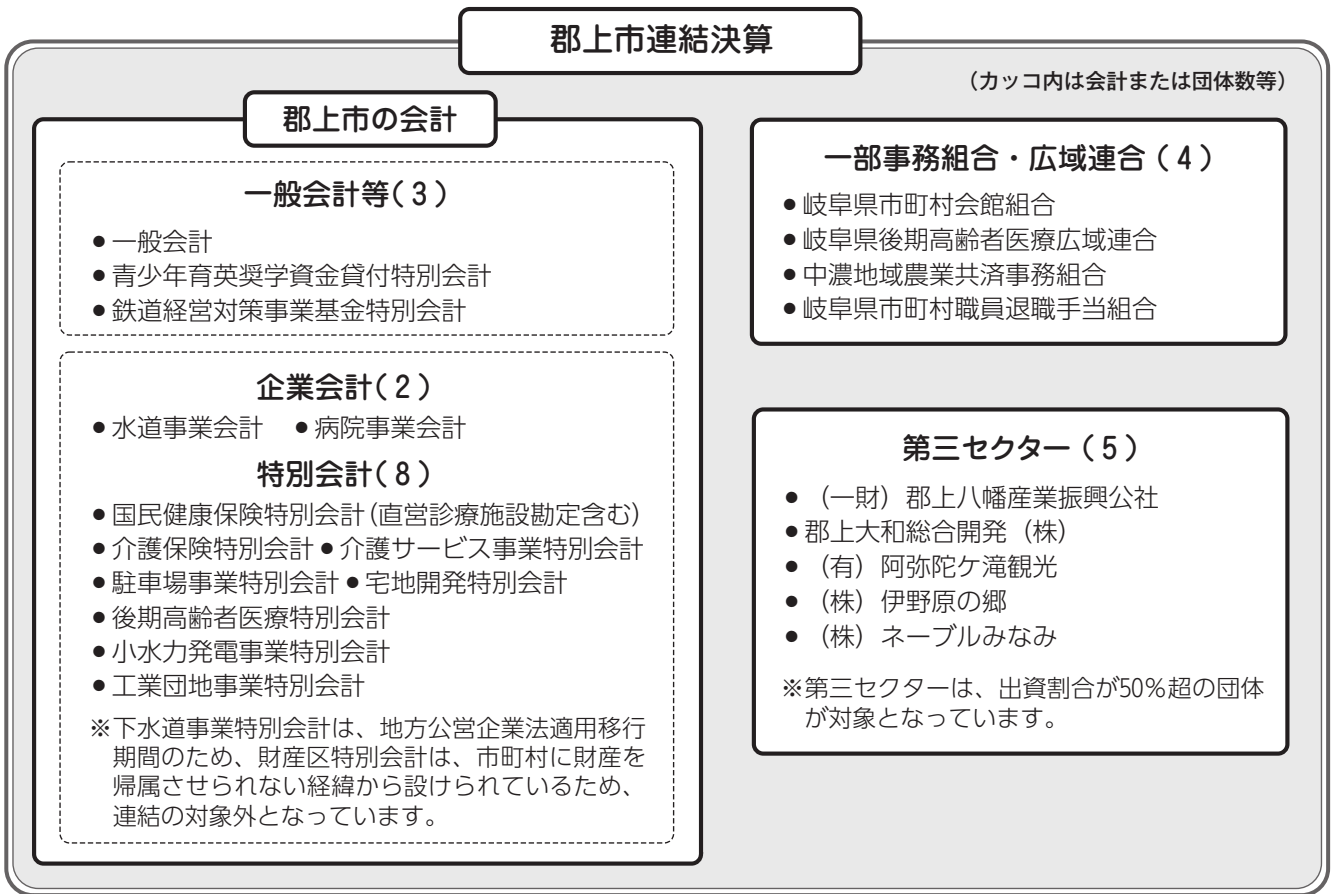 郡上市連結決算
(カッコ内は会計または団体数等)
郡上市の会計
一般会計等(3)
●一般会計
●青少年育英奨学資金貸付特別会計
●鉄道経営対策事業基金特別会計
企業会計(2)
●水道事業会計 ●病院事業会計
特別会計(8)
●国民健康保険特別会計(直営診療施設勘定含む)
●介護保険特別会計●介護サービス事業特別会計
●駐車場事業特別会計●宅地開発特別会計
●後期高齢者医療特別会計
●小水力発電事業特別会計
●工業団地事業特別会計
※下水道事業特別会計は、地方公営企業法適用移行
期間のため、財産区特別会計は、市町村に財産を
帰属させられない経緯から設けられているため、
連結の対象外となっています。
一部事務組合・広域連合(4)
●岐阜県市町村会館組合
●岐阜県後期高齢者医療広域連合
●中濃地域農業共済事務組合
●岐阜県市町村職員退職手当組合
第三セクター(5)
●(一財)郡上八幡産業振興公社
●郡上大和総合開発(株)
●(有)阿弥陀ケ滝観光
●(株)伊野原の郷
●(株)ネーブルみなみ
※第三セクターは、出資割合が50%超の団体
が対象となっています。